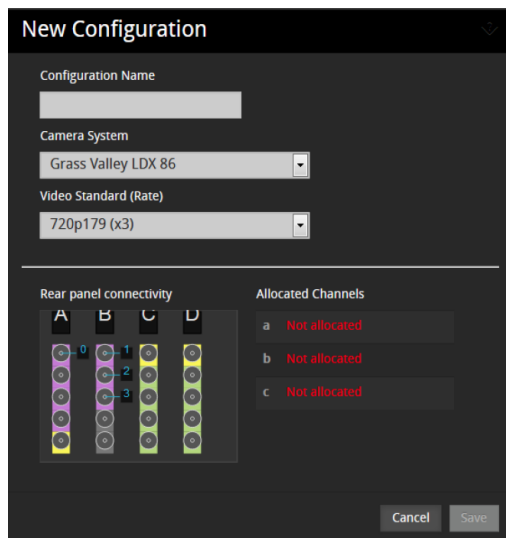 New Configuration
Configuration Name
Camera System
Grass Valley LDX 86
Video Standard (Rate)
720p179 (x3)
Rear panel connectivity
A B C D
0 1
2
3
Allocated Channels
a Not allocated
b Not allocated
c Not allocated
Cancel Save